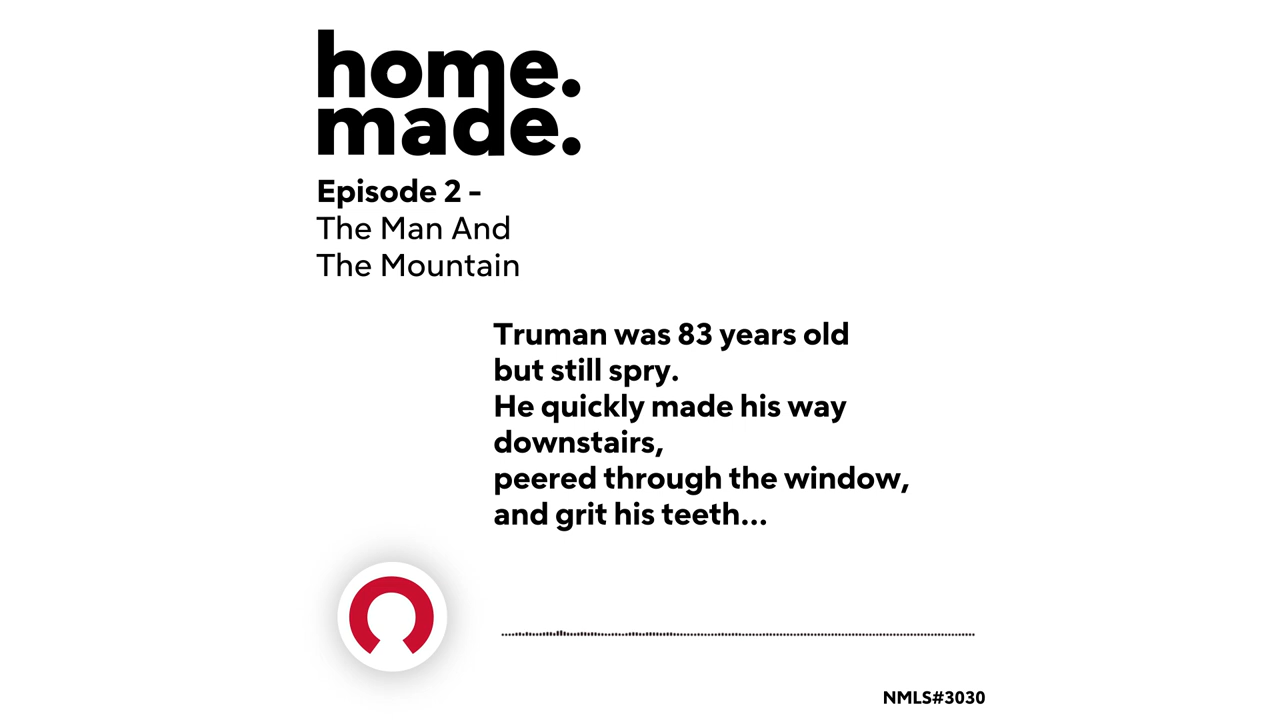 home.
made.
Episode 2 -
The Man And
The Mountain
Truman was 83 years old
but still spry.
He quickly made his way
downstairs,
peered through the window,
and grit his teeth...
NMLS#3030